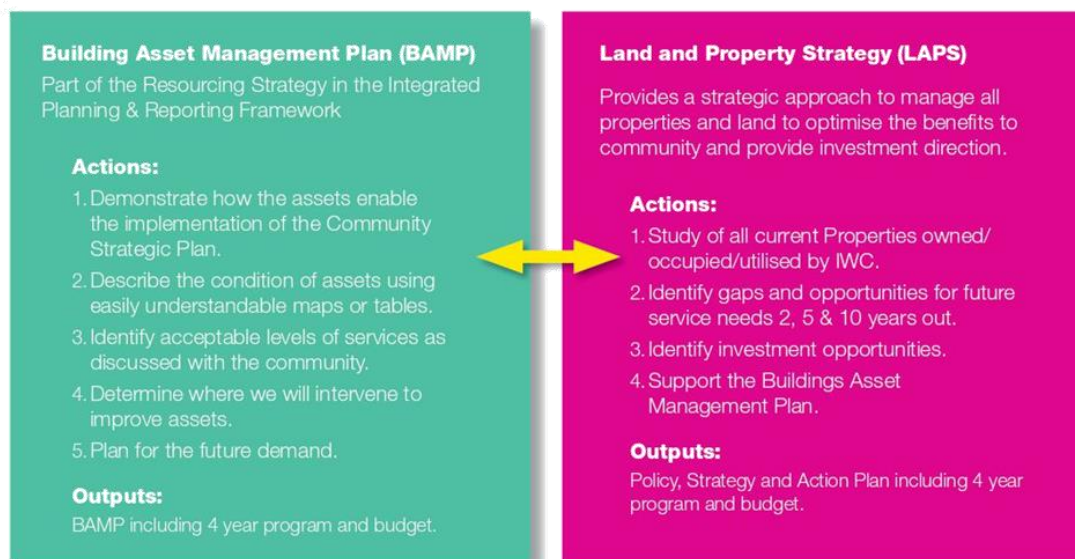 Building Asset Management Plan (BAMP)
Part of the Resourcing Strategy in the Integrated
Planning & Reporting Framework
Actions:
1. Demonstrate how the assets enable
the implementation of the Community
Strategic Plan.
2. Describe the condition of assets using
easily understandable maps or tables.
3. Identify acceptable levels of services as
discussed with the community.
4. Determine where we will intervene to
improve assets.
5. Plan for the future demand.
Outputs:
BAMP including 4 year program and budget.
Land and Property Strategy (LAPS)
Provides a strategic approach to manage all
properties and land to optimise the benefits to
community and provide investment direction.
Actions:
1. Study of all current Properties owned/
occupied/utilised by IWC.
2. Identify gaps and opportunities for future
service needs 2, 5 & 10 years out.
3. Identify investment opportunities.
4. Support the Buildings Asset
Management Plan.
Outputs:
Policy, Strategy and Action Plan including 4 year
program and budget.